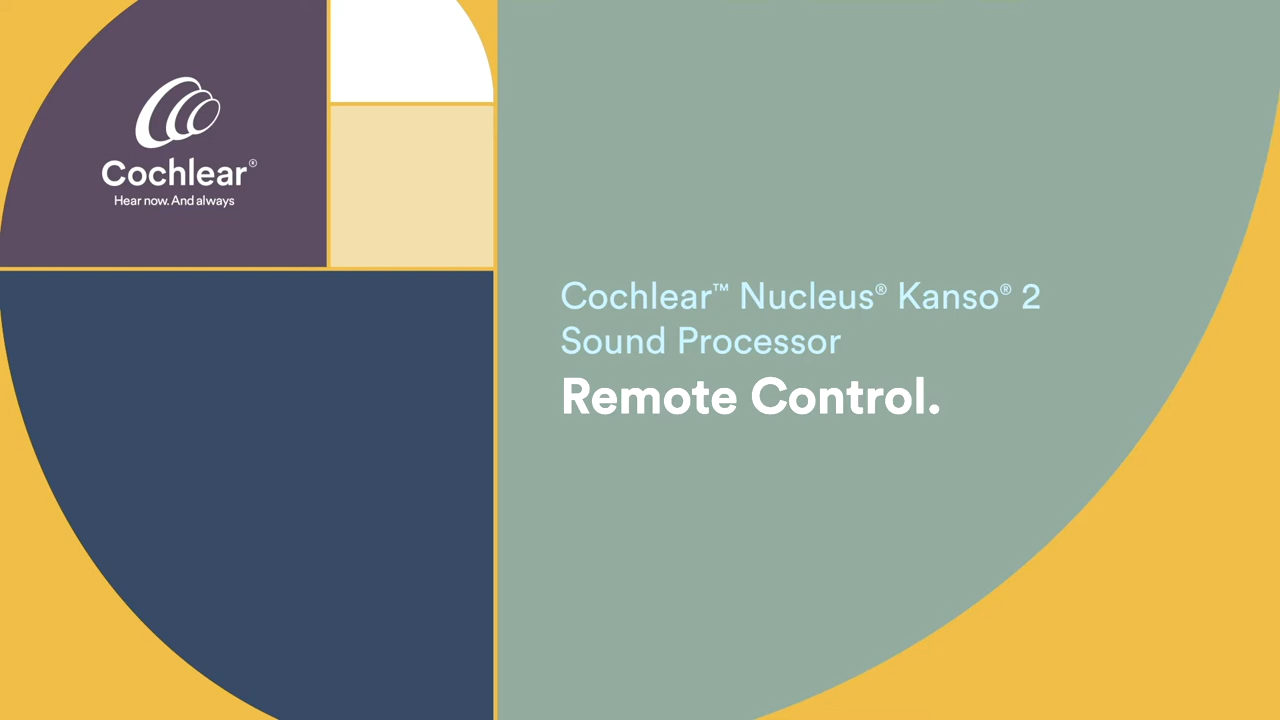 Cochlear®
Hear now. And always
Cochlear™ Nucleus® Kanso® 2
Sound Processor
Remote Control.